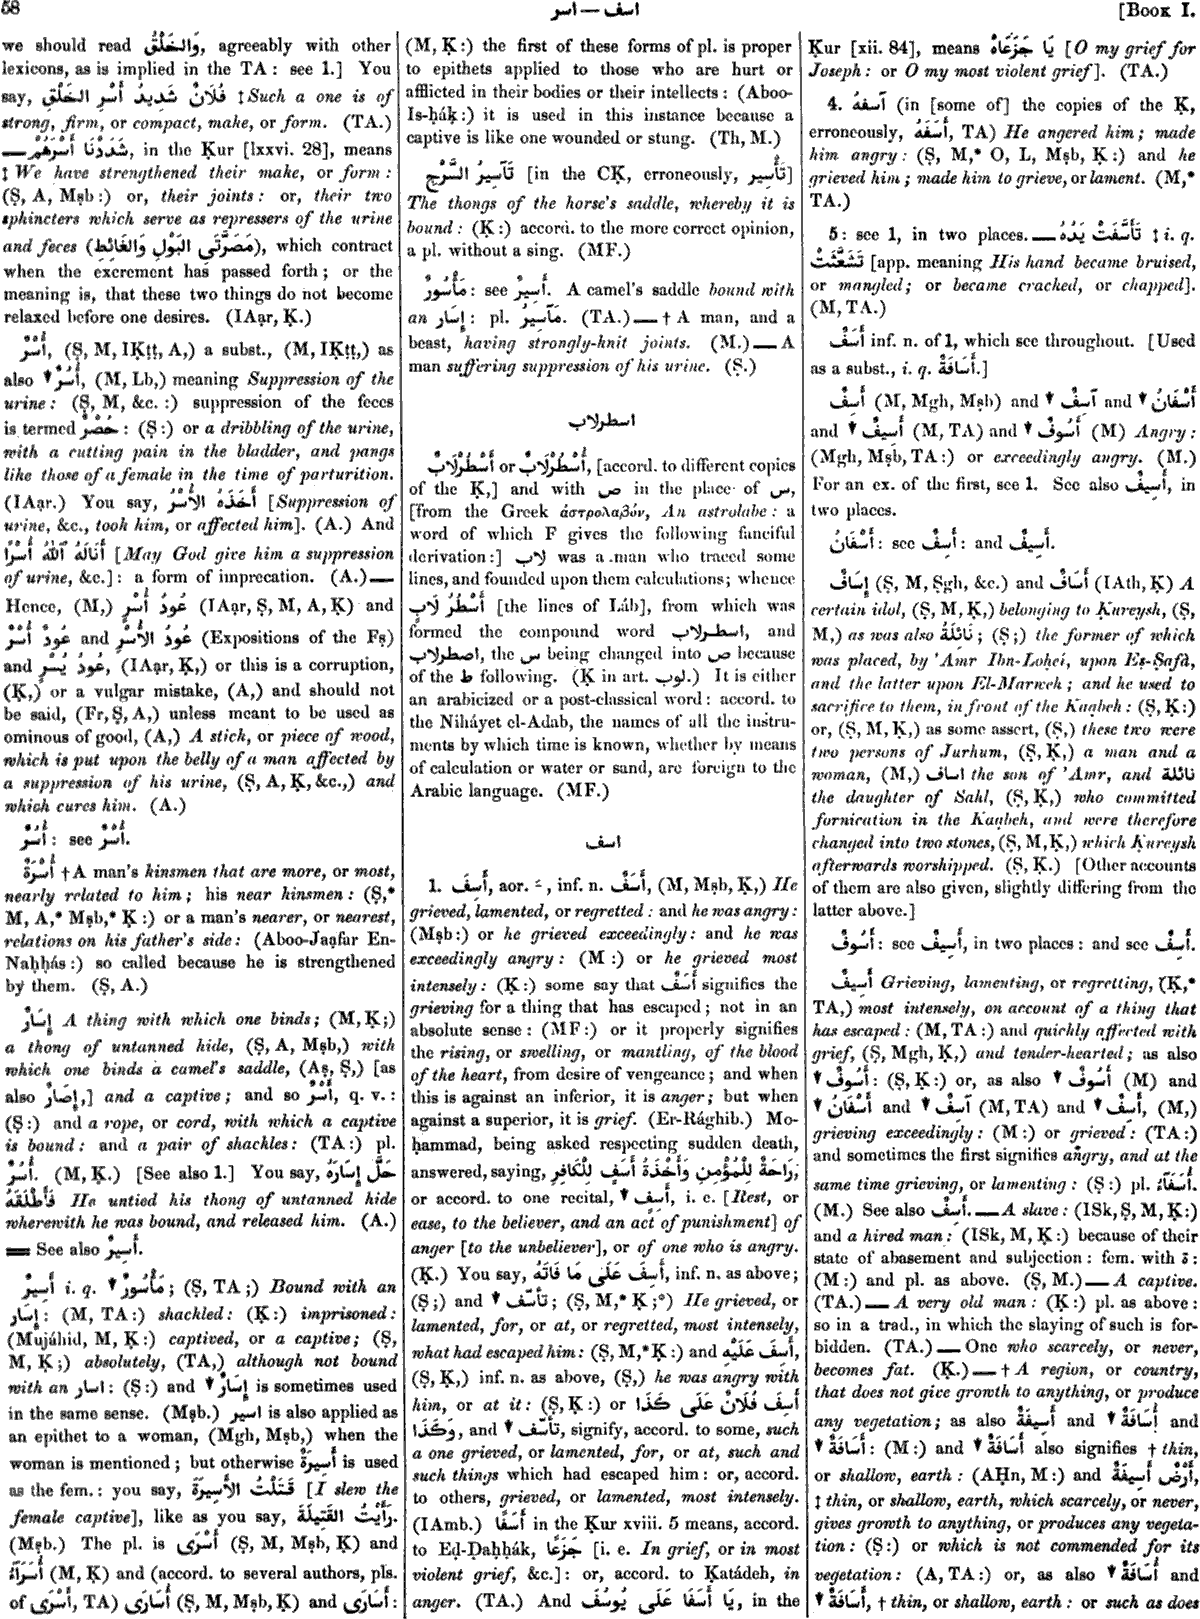 58
اسر — اسف
[BOOK I.
we should read وَالخَلْقُ, agreeably with other
lexicons, as is implied in the TA: see 1.] You
say, فُلَانٌ شَدِيدُ أَسْرِ الخَلْقِ ‡ Such a one is of
strong, firm, or compact, make, or form. (TA.)
— شَدَدْنَا أَسْرَهُمْ, in the Ḳur [lxxvi. 28], means
‡ We have strengthened their make, or form:
(Ṣ, A, Mṣb:) or, their joints: or, their two
sphincters which serve as repressers of the urine
and feces (مَصَرَّتَىِ البَوْلِ وَالغَائِطِ), which contract
when the excrement has passed forth; or the
meaning is, that these two things do not become
relaxed before one desires. (IAạr, Ḳ.)
أُسْرٌ, (Ṣ, M, IḲṭṭ, A,) a subst., (M, IḲṭṭ,) as
also ▼ أُسُرٌ, (M, Lb,) meaning Suppression of the
urine: (Ṣ, M, &c.:) suppression of the feces
is termed حُصْرٌ: (Ṣ:) or a dribbling of the urine,
with a cutting pain in the bladder, and pangs
like those of a female in the time of parturition.
(IAạr.) You say, أَخَذَهُ الأُسْرُ [Suppression of
urine, &c., took him, or affected him]. (A.) And
أَنَالَهُ ٱللّٰهُ أُسْرًا [May God give him a suppression
of urine, &c.]: a form of imprecation. (A.) —
Hence, (M,) عُودُ أُسْرٍ (IAạr, Ṣ, M, A, Ḳ) and
عُودٌ أُسْرٌ and عُودُ الأُسْرِ (Expositions of the Fṣ)
and عُودُ يُسْرٍ, (IAạr, Ḳ,) or this is a corruption,
(Ḳ,) or a vulgar mistake, (A,) and should not
be said, (Fr, Ṣ, A,) unless meant to be used as
ominous of good, (A,) A stick, or piece of wood,
which is put upon the belly of a man affected by
a suppression of his urine, (Ṣ, A, Ḳ, &c.,) and
which cures him. (A.)
أُسُرٌ: see أُسْرٌ.
أُسْرَةٌ † A man's kinsmen that are more, or most,
nearly related to him; his near kinsmen: (Ṣ,*
M, A,* Mṣb,* Ḳ:) or a man's nearer, or nearest,
relations on his father's side: (Aboo-Jaạfar En-
Naḥḥás:) so called because he is strengthened
by them. (Ṣ, A.)
إِسَارٌ A thing with which one binds; (M, Ḳ;)
a thong of untanned hide, (Ṣ, A, Mṣb,) with
which one binds a camel's saddle, (Aṣ, Ṣ,) [as
also إِصَارٌ,] and a captive; and so أَسْرٌ, q. v.:
(Ṣ:) and a rope, or cord, with which a captive
is bound: and a pair of shackles: (TA:) pl.
أُسُرٌ. (M, Ḳ.) [See also 1.] You say, حَلَّ إِسَارَهُ
فَأَطْلَقَهُ He untied his thong of untanned hide
wherewith he was bound, and released him. (A.)
= See also أَسِيرٌ.
أَسِيرٌ i. q. ▼ مَأْسُورٌ; (Ṣ, TA;) Bound with an
إِسَار: (M, TA:) shackled: (Ḳ:) imprisoned:
(Mujáhid, M, Ḳ:) captived, or a captive; (Ṣ,
M, Ḳ;) absolutely, (TA,) although not bound
with an اسار: (Ṣ:) and ▼ إِسَارٌ is sometimes used
in the same sense. (Mṣb.) اسير is also applied as
an epithet to a woman, (Mgh, Mṣb,) when the
woman is mentioned; but otherwise أَسِيرَةٌ is used
as the fem.: you say, قَتَلْتُ الأَسِيرَةَ [I slew the
female captive], like as you say, رَأَيْتُ القَتِيلَةَ.
(Mṣb.) The pl. is أَسْرَى (Ṣ, M, Mṣb, Ḳ) and
أُسَرَآءُ (M, Ḳ) and (accord. to several authors, pls.
of أَسْرَى, TA) أَسَارَى (Ṣ, M, Mṣb, Ḳ) and أُسَارَى:
(M, Ḳ:) the first of these forms of pl. is proper
to epithets applied to those who are hurt or
afflicted in their bodies or their intellects: (Aboo-
Is-ḥáḳ:) it is used in this instance because a
captive is like one wounded or stung. (Th, M.)
تَآسِيرُ السَّرْجِ [in the CḲ, erroneously, تَأْسِير]
The thongs of the horse's saddle, whereby it is
bound: (Ḳ:) accord. to the more correct opinion,
a pl. without a sing. (MF.)
مَأْسُورٌ: see أَسِيرٌ. A camel's saddle bound with
an إِسَار: pl. مَآسِيرُ. (TA.) — † A man, and a
beast, having strongly-knit joints. (M.) — A
man suffering suppression of his urine. (Ṣ.)
اسطرلاب
أَسْطُرْلَابٌ or أُسْطُرْلَابٌ, [accord. to different copies
of the Ḳ,] and with ص in the place of س,
[from the Greek ἀστρολαβόν, An astrolabe: a
word of which F gives the following fanciful
derivation:] لاب was a man who traced some
lines, and founded upon them calculations; whence
أَسْطُرُ لَابٍ [the lines of Láb], from which was
formed the compound word اسطرلاب, and
اصطرلاب, the س being changed into ص because
of the ط following. (Ḳ in art. لوب.) It is either
an arabicized or a post-classical word: accord. to
the Niháyet el-Adab, the names of all the instru-
ments by which time is known, whether by means
of calculation or water or sand, are foreign to the
Arabic language. (MF.)
اسف
1. أَسِفَ, aor. ـَ, inf. n. أَسَفٌ, (M, Mṣb, Ḳ,) He
grieved, lamented, or regretted: and he was angry:
(Mṣb:) or he grieved exceedingly: and he was
exceedingly angry: (M:) or he grieved most
intensely: (Ḳ:) some say that أَسَفٌ signifies the
grieving for a thing that has escaped; not in an
absolute sense: (MF:) or it properly signifies
the rising, or swelling, or mantling, of the blood
of the heart, from desire of vengeance; and when
this is against an inferior, it is anger; but when
against a superior, it is grief. (Er-Rághib.) Mo-
ḥammad, being asked respecting sudden death,
answered, saying, رَاحَةٌ لِلْمُؤْمِنِ وَأَخْذَةُ أَسَفٍ لِلْكَافِرِ,
or accord. to one recital, ▼ أَسِفٍ, i. e. [Rest, or
ease, to the believer, and an act of punishment] of
anger [to the unbeliever], or of one who is angry.
(Ḳ.) You say, أَسِفَ عَلَى مَا فَاتَهُ, inf. n. as above;
(Ṣ;) and ▼ تأسّف; (Ṣ, M,* Ḳ;*) He grieved, or
lamented, for, or at, or regretted, most intensely,
what had escaped him: (Ṣ, M,* Ḳ:) and أَسِفَ عَلَيْهِ,
(Ṣ, Ḳ,) inf. n. as above, (Ṣ,) he was angry with
him, or at it: (Ṣ, Ḳ:) or أَسِفَ فُلَانٌ عَلَى كَذَا
وَكَذَا, and ▼ تأسّف, signify, accord. to some, such
a one grieved, or lamented, for, or at, such and
such things which had escaped him: or, accord.
to others, grieved, or lamented, most intensely.
(IAmb.) أَسَفًا in the Ḳur xviii. 5 means, accord.
to Eḍ-Ḍaḥḥák, جَزَعًا [i. e. In grief, or in most
violent grief, &c.]: or, accord. to Ḳatádeh, in
anger. (TA.) And يَا أَسَفَا عَلَى يُوسُفَ, in the
Ḳur [xii. 84], means يَا جَزَعَاهْ [O my grief for
Joseph: or O my most violent grief]. (TA.)
4. آسفهُ (in [some of] the copies of the Ḳ,
erroneously, أَسَفَهُ, TA) He angered him; made
him angry: (Ṣ, M,* O, L, Mṣb, Ḳ:) and he
grieved him; made him to grieve, or lament. (M,*
TA.)
5: see 1, in two places. — تَأَسَّفَتْ يَدُهُ ‡ i. q.
تَشَعَّثَتْ [app. meaning His hand became bruised,
or mangled; or became cracked, or chapped].
(M, TA.)
أَسَفٌ inf. n. of 1, which see throughout. [Used
as a subst., i. q. أَسَافَةٌ.]
أَسِفٌ (M, Mgh, Mṣb) and ▼ آسِفٌ and ▼ أَسْفَانُ
and ▼ أَسِيفٌ (M, TA) and ▼ أَسُوفٌ (M) Angry:
(Mgh, Mṣb, TA:) or exceedingly angry. (M.)
For an ex. of the first, see 1. See also أَسِيفٌ, in
two places.
أَسْفَانُ: see أَسِفٌ: and أَسِيفٌ.
إِسَافٌ (Ṣ, M, Ṣgh, &c.) and أَسَافٌ (IAth, Ḳ) A
certain idol, (Ṣ, M, Ḳ,) belonging to Ḳureysh, (Ṣ,
M,) as was also نَائِلَةُ; (Ṣ;) the former of which
was placed, by 'Amr Ibn-Loḥeí, upon Eṣ-Ṣafà,
and the latter upon El-Marweh; and he used to
sacrifice to them, in front of the Kaạbeh: (Ṣ, Ḳ:)
or, (Ṣ, M, Ḳ,) as some assert, (Ṣ,) these two were
two persons of Jurhum, (Ṣ, Ḳ,) a man and a
woman, (M,) اساف the son of 'Amr, and نائلة
the daughter of Sahl, (Ṣ, Ḳ,) who committed
fornication in the Kaạbeh, and were therefore
changed into two stones, (Ṣ, M, Ḳ,) which Ḳureysh
afterwards worshipped. (Ṣ, Ḳ.) [Other accounts
of them are also given, slightly differing from the
latter above.]
أَسُوفٌ: see أَسِيفٌ, in two places: and see أَسِفٌ.
أَسِيفٌ Grieving, lamenting, or regretting, (Ḳ,*
TA,) most intensely, on account of a thing that
has escaped: (M, TA:) and quickly affected with
grief, (Ṣ, Mgh, Ḳ,) and tender-hearted; as also
▼ أَسُوفٌ: (Ṣ, Ḳ:) or, as also ▼ أَسُوفٌ (M) and
▼ أَسْفَانُ and ▼ آسِفٌ (M, TA) and ▼ أَسِفٌ, (M,)
grieving exceedingly: (M:) or grieved: (TA:)
and sometimes the first signifies angry, and at the
same time grieving, or lamenting: (Ṣ:) pl. أُسَفَآءُ.
(M.) See also أَسِفٌ. — A slave: (ISk, Ṣ, M, Ḳ:)
and a hired man: (ISk, M, Ḳ:) because of their
state of abasement and subjection: fem. with ة:
(M:) and pl. as above. (Ṣ, M.) — A captive.
(TA.) — A very old man: (Ḳ:) pl. as above:
so in a trad., in which the slaying of such is for-
bidden. (TA.) — One who scarcely, or never,
becomes fat. (Ḳ.) — † A region, or country,
that does not give growth to anything, or produce
any vegetation; as also أَسِيفَةٌ and ▼ أُسَافَةٌ and
▼ أَسَافَةٌ: (M:) and ▼ أَسَافَةٌ also signifies † thin,
or shallow, earth: (AḤn, M:) and أَرْضٌ أَسِيفَةٌ,
‡ thin, or shallow, earth, which scarcely, or never,
gives growth to anything, or produces any vegeta-
tion: (Ṣ:) or which is not commended for its
vegetation: (A, TA:) or, as also ▼ أُسَافَةٌ and
▼ أَسَافَةٌ, † thin, or shallow, earth: or such as does